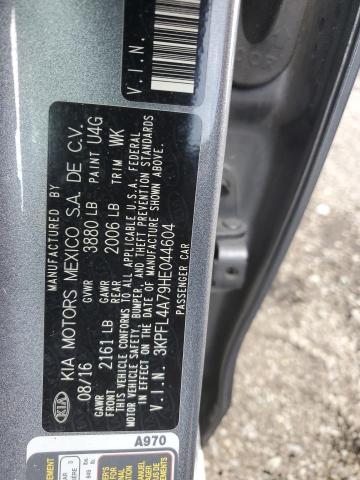 MANUFACTURED BY
KIA KIA MOTORS MEXICO S.A. DE C.V.
08/16 GVWR 3880 LB PAINT U4G
GAWR FRONT 2161 LB GAWR REAR 2006 LB TRIM WK
THIS VEHICLE CONFORMS TO ALL APPLICABLE U.S.A. FEDERAL
MOTOR VEHICLE SAFETY, BUMPER, AND THEFT PREVENTION STANDARDS
IN EFFECT ON THE DATE OF MANUFACTURE SHOWN ABOVE.
V.I.N. 3KPFL4A79HE044604
PASSENGER CAR
V.I.N.
A970